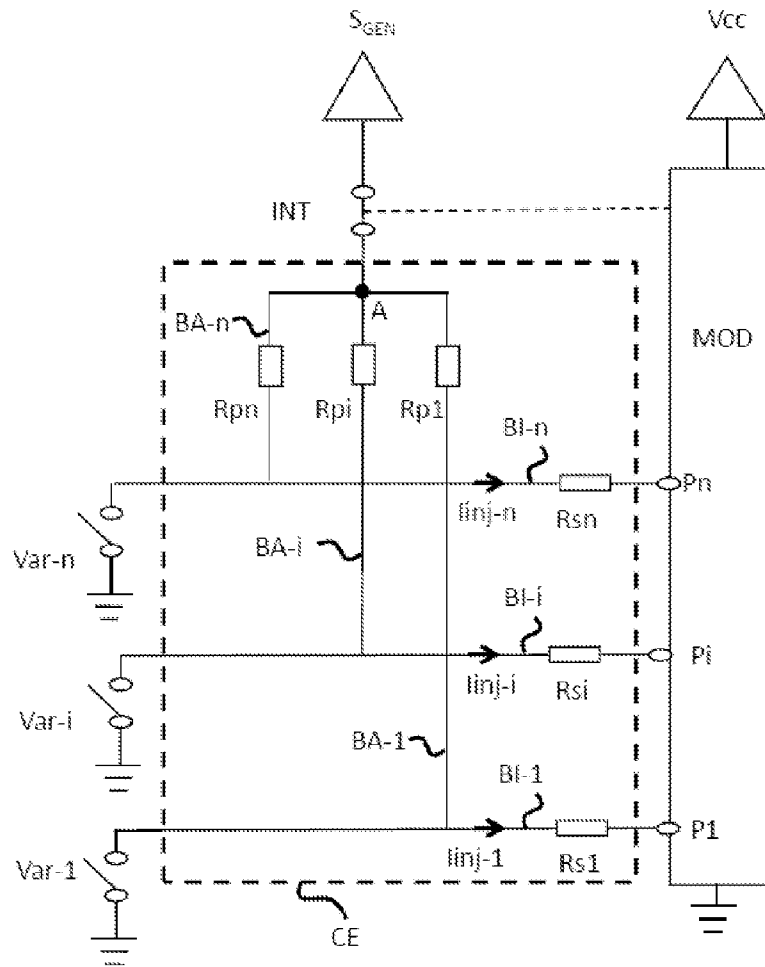 S_GEN
Vcc
INT
A
BA-n
MOD
Rpn
Rpi
Rp1
BI-n
Pn
Iinj-n
Rsn
Var-n
BA-i
BI-i
Pi
Iinj-i
Rsi
Var-i
BA-1
BI-1
P1
Iinj-1
Rs1
Var-1
CE